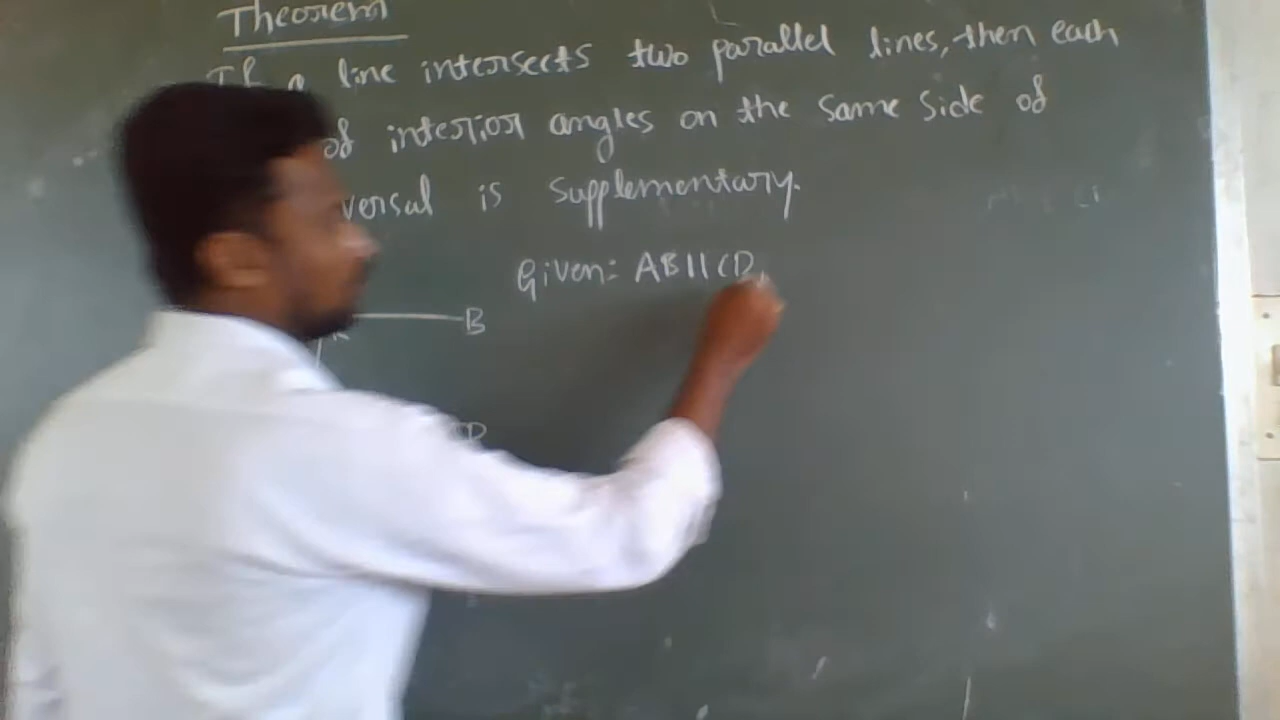 Theorem
If a line intersects two parallel lines, then each
of interior angles on the same side of
versal is supplementary.
Given: AB || CD,
B
D